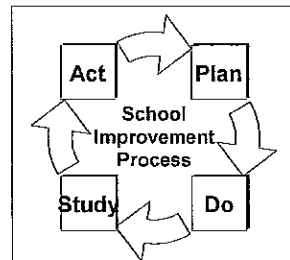 Act
Plan
School
Improvement
Process
Study
Do